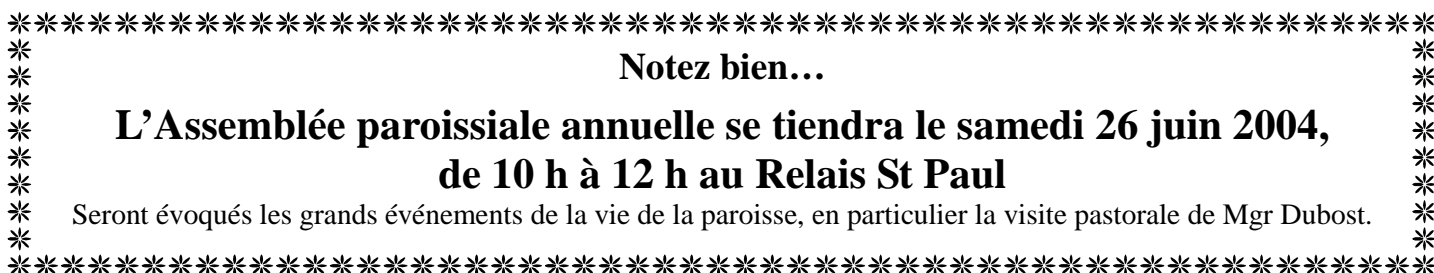 Notez bien…
L’Assemblée paroissiale annuelle se tiendra le samedi 26 juin 2004,
de 10 h à 12 h au Relais St Paul
Seront évoqués les grands événements de la vie de la paroisse, en particulier la visite pastorale de Mgr Dubost.